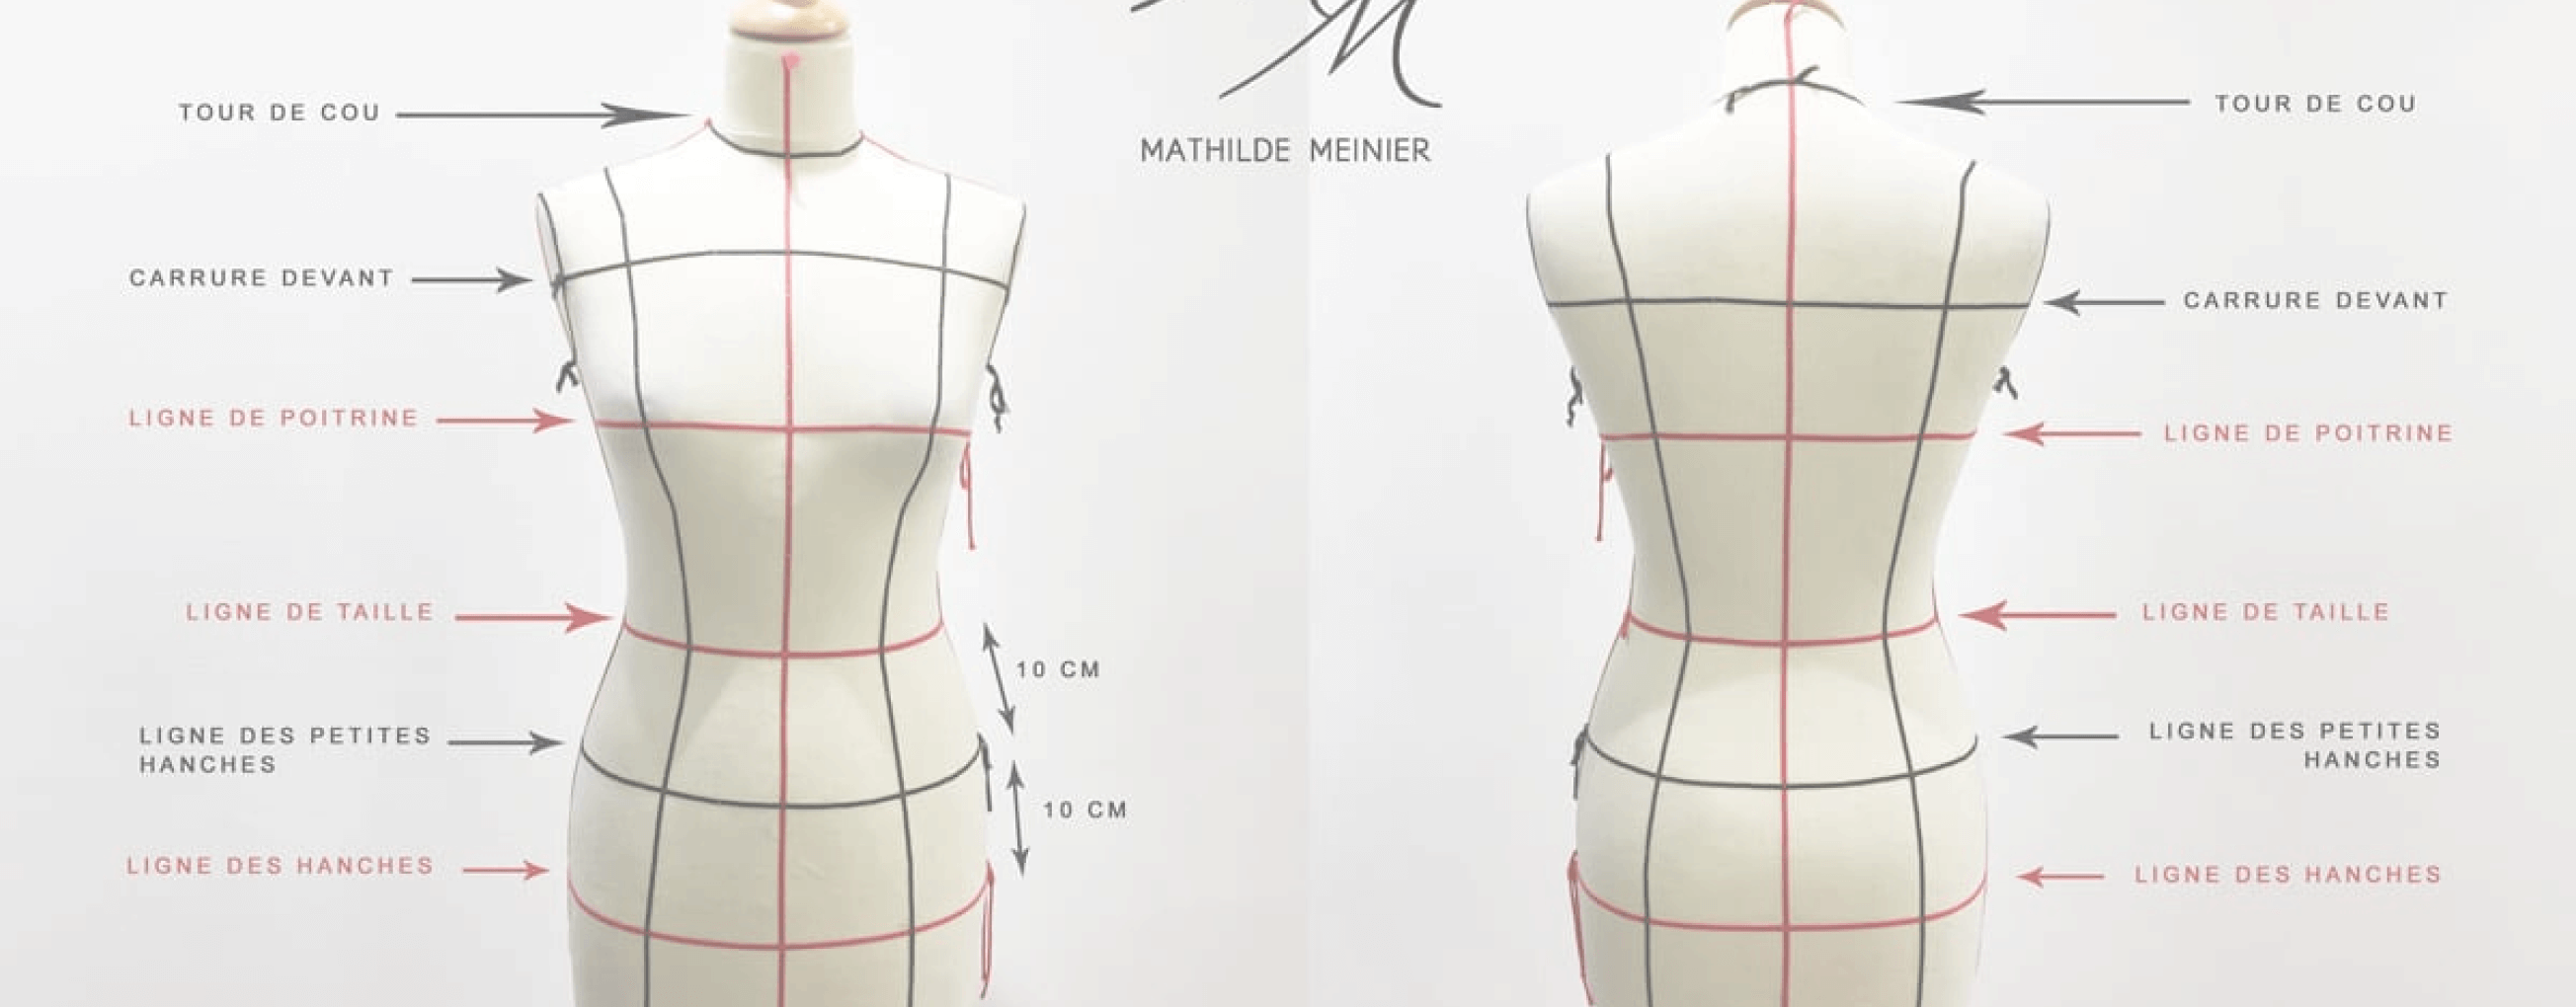 M
MATHILDE MEINIER
TOUR DE COU
CARRURE DEVANT
LIGNE DE POITRINE
LIGNE DE TAILLE
LIGNE DES PETITES
HANCHES
LIGNE DES HANCHES
10 CM
10 CM
TOUR DE COU
CARRURE DEVANT
LIGNE DE POITRINE
LIGNE DE TAILLE
LIGNE DES PETITES
HANCHES
LIGNE DES HANCHES